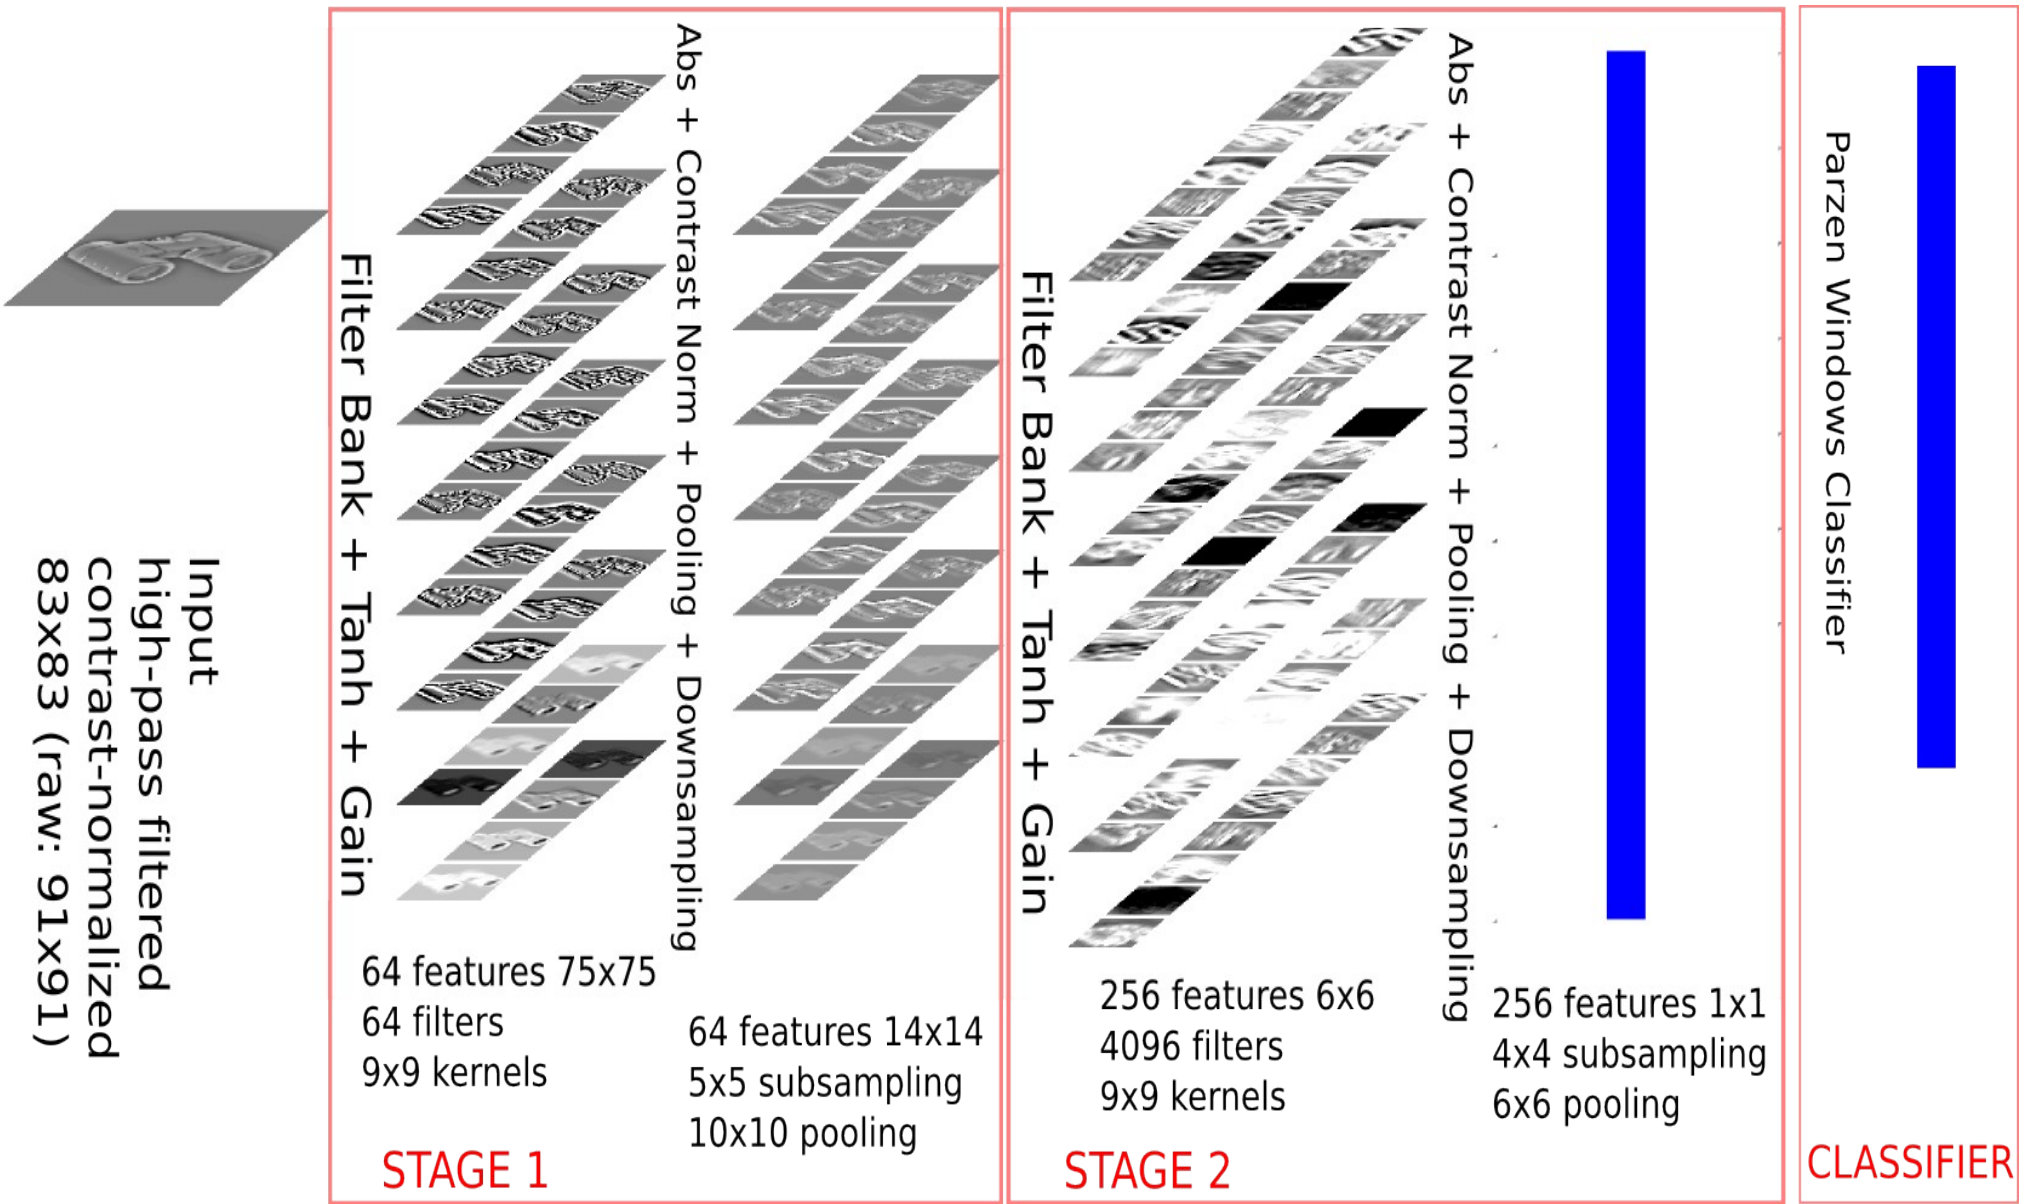 Input
high-pass filtered
contrast-normalized
83x83 (raw: 91x91)
Filter Bank + Tanh + Gain
Abs + Contrast Norm + Pooling + Downsampling
64 features 75x75
64 filters
9x9 kernels
64 features 14x14
5x5 subsampling
10x10 pooling
STAGE 1
Filter Bank + Tanh + Gain
Abs + Contrast Norm + Pooling + Downsampling
256 features 6x6
4096 filters
9x9 kernels
256 features 1x1
4x4 subsampling
6x6 pooling
STAGE 2
Parzen Windows Classifier
CLASSIFIER